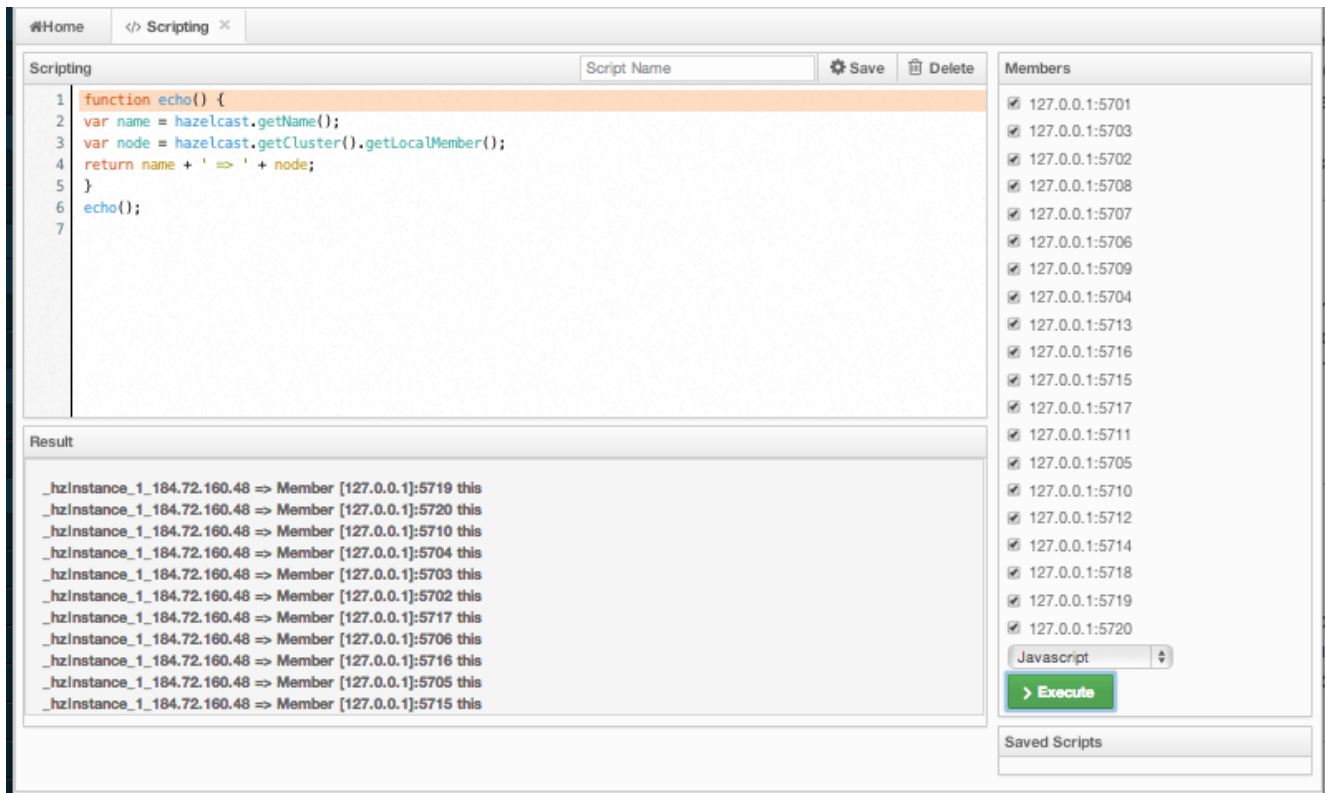 Home
</> Scripting ×
Scripting
Script Name
Save
Delete
1 function echo() {
2 var name = hazelcast.getName();
3 var node = hazelcast.getCluster().getLocalMember();
4 return name + ' => ' + node;
5 }
6 echo();
7
Result
_hzInstance_1_184.72.160.48 => Member [127.0.0.1]:5719 this
_hzInstance_1_184.72.160.48 => Member [127.0.0.1]:5720 this
_hzInstance_1_184.72.160.48 => Member [127.0.0.1]:5710 this
_hzInstance_1_184.72.160.48 => Member [127.0.0.1]:5704 this
_hzInstance_1_184.72.160.48 => Member [127.0.0.1]:5703 this
_hzInstance_1_184.72.160.48 => Member [127.0.0.1]:5702 this
_hzInstance_1_184.72.160.48 => Member [127.0.0.1]:5717 this
_hzInstance_1_184.72.160.48 => Member [127.0.0.1]:5706 this
_hzInstance_1_184.72.160.48 => Member [127.0.0.1]:5716 this
_hzInstance_1_184.72.160.48 => Member [127.0.0.1]:5705 this
_hzInstance_1_184.72.160.48 => Member [127.0.0.1]:5715 this
Members
127.0.0.1:5701
127.0.0.1:5703
127.0.0.1:5702
127.0.0.1:5708
127.0.0.1:5707
127.0.0.1:5706
127.0.0.1:5709
127.0.0.1:5704
127.0.0.1:5713
127.0.0.1:5716
127.0.0.1:5715
127.0.0.1:5717
127.0.0.1:5711
127.0.0.1:5705
127.0.0.1:5710
127.0.0.1:5712
127.0.0.1:5714
127.0.0.1:5718
127.0.0.1:5719
127.0.0.1:5720
Javascript
> Execute
Saved Scripts